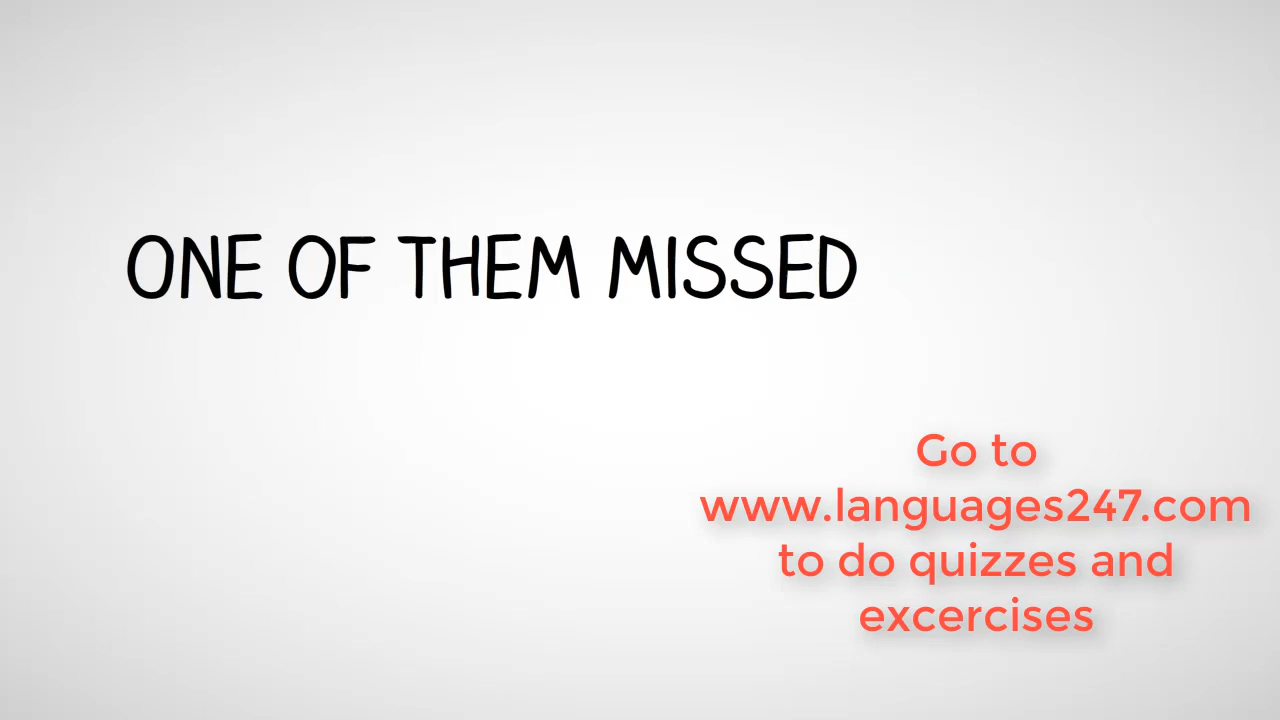 ONE OF THEM MISSED
Go to
www.languages247.com
to do quizzes and
excercises